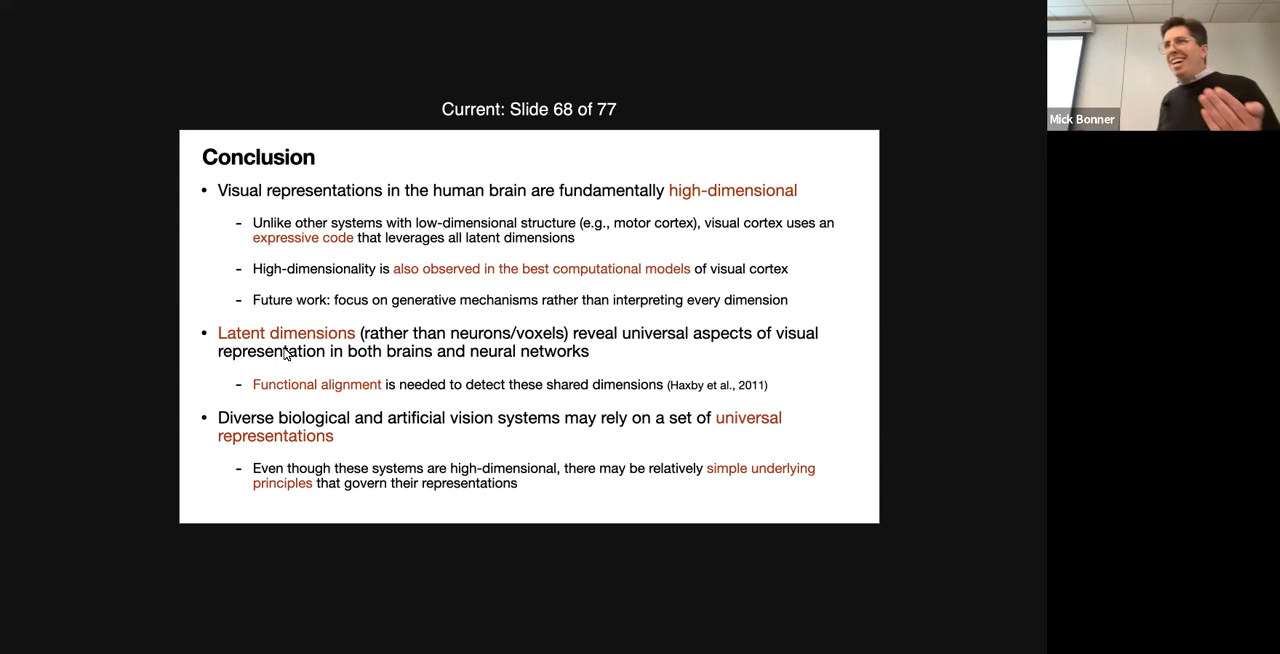 Current: Slide 68 of 77
Mick Bonner
Conclusion
• Visual representations in the human brain are fundamentally high-dimensional
- Unlike other systems with low-dimensional structure (e.g., motor cortex), visual cortex uses an
expressive code that leverages all latent dimensions
- High-dimensionality is also observed in the best computational models of visual cortex
- Future work: focus on generative mechanisms rather than interpreting every dimension
• Latent dimensions (rather than neurons/voxels) reveal universal aspects of visual
representation in both brains and neural networks
- Functional alignment is needed to detect these shared dimensions (Haxby et al., 2011)
• Diverse biological and artificial vision systems may rely on a set of universal
representations
- Even though these systems are high-dimensional, there may be relatively simple underlying
principles that govern their representations